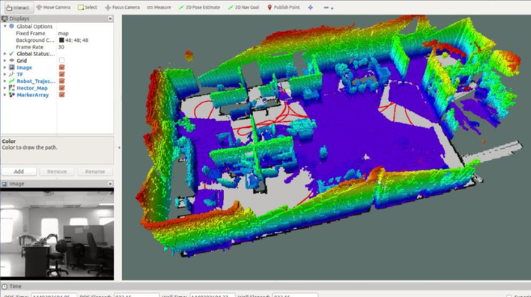 Interact Move Camera Select Focus Camera Measure 2D Pose Estimate 2D Nav Goal Publish Point
Displays
Global Options
Fixed Frame map
Background C... 48; 48; 48
Frame Rate 30
Global Status...
Grid
Image
TF
Robot_Trajec...
Hector_Map
MarkerArray
Color
Color to draw the path.
Add Remove Rename
Image
Time